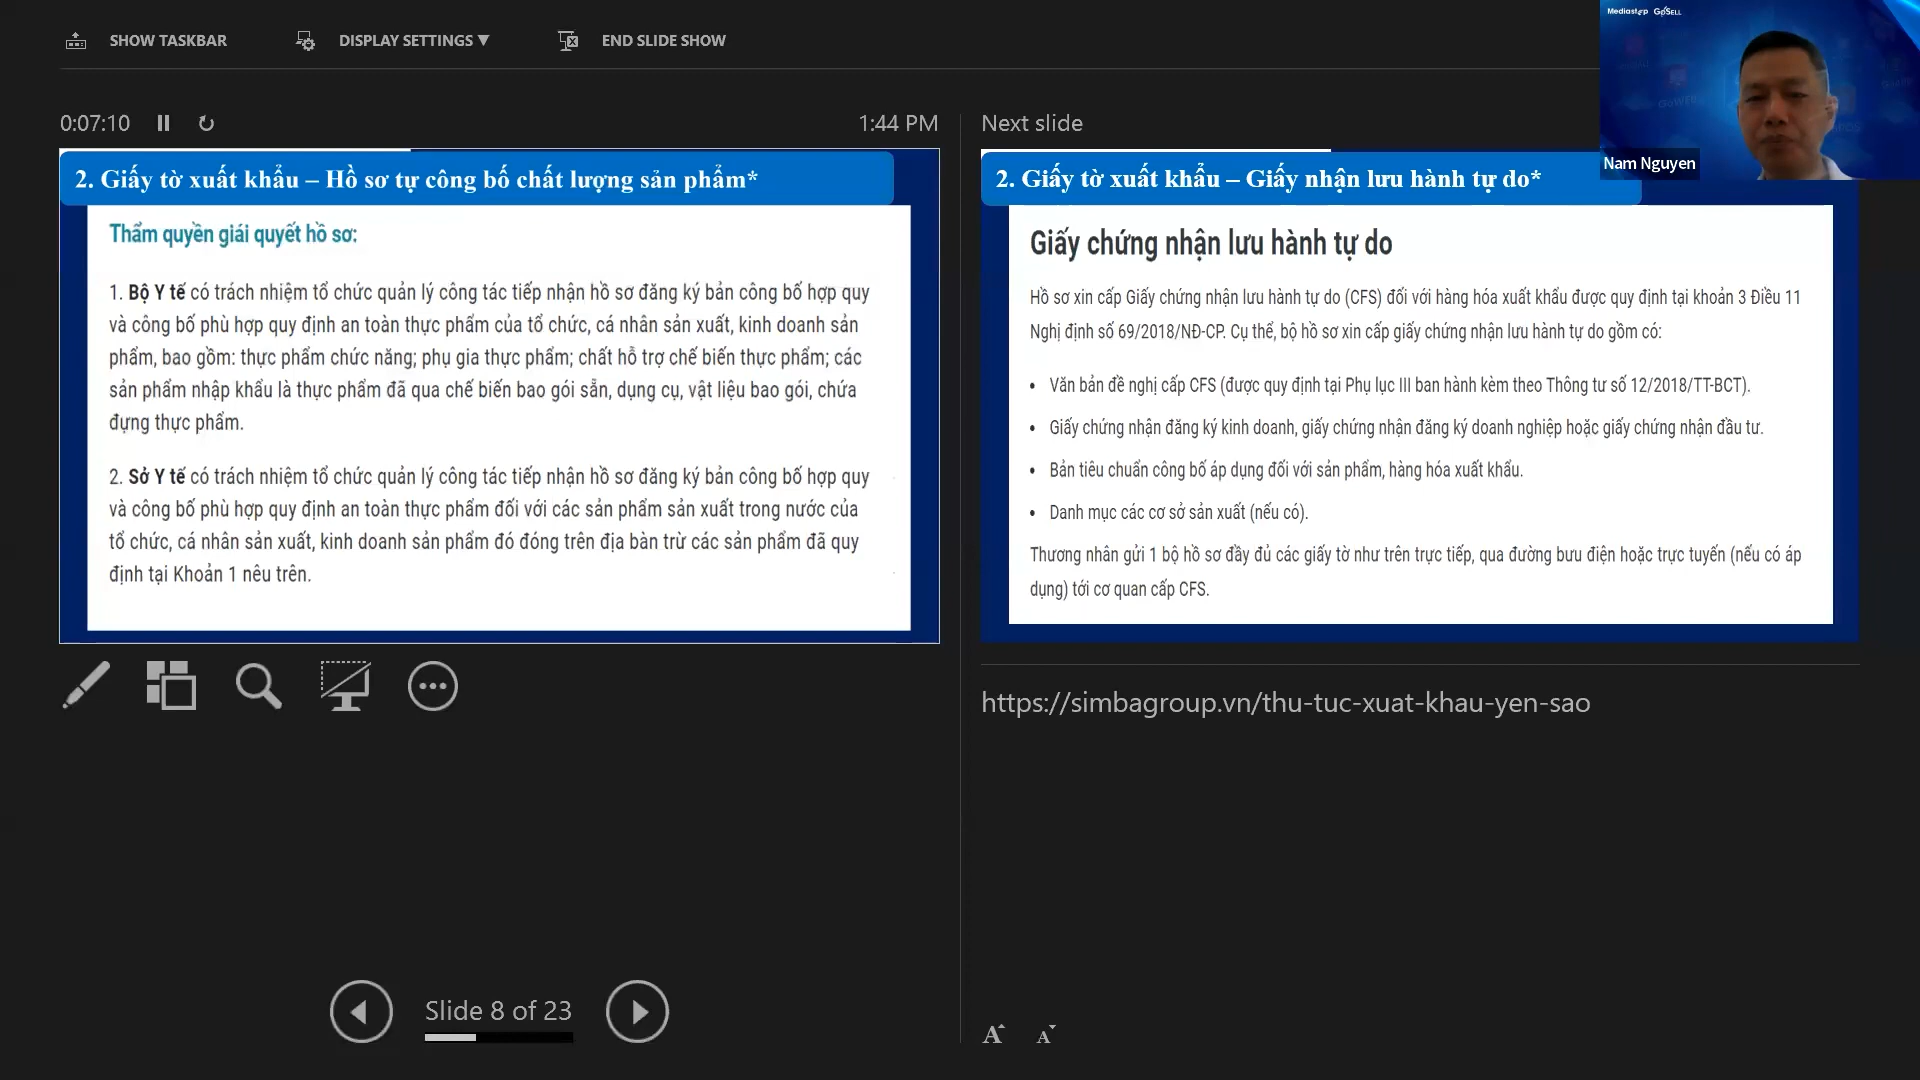 SHOW TASKBAR
DISPLAY SETTINGS ▼
END SLIDE SHOW
Mediastep GoSELL
Nam Nguyen
0:07:10
1:44 PM
2. Giấy tờ xuất khẩu – Hồ sơ tự công bố chất lượng sản phẩm*
Thẩm quyền giải quyết hồ sơ:
1. Bộ Y tế có trách nhiệm tổ chức quản lý công tác tiếp nhận hồ sơ đăng ký bản công bố hợp quy
và công bố phù hợp quy định an toàn thực phẩm của tổ chức, cá nhân sản xuất, kinh doanh sản
phẩm, bao gồm: thực phẩm chức năng; phụ gia thực phẩm; chất hỗ trợ chế biến thực phẩm; các
sản phẩm nhập khẩu là thực phẩm đã qua chế biến bao gói sẵn, dụng cụ, vật liệu bao gói, chứa
đựng thực phẩm.
2. Sở Y tế có trách nhiệm tổ chức quản lý công tác tiếp nhận hồ sơ đăng ký bản công bố hợp quy
và công bố phù hợp quy định an toàn thực phẩm đối với các sản phẩm sản xuất trong nước của
tổ chức, cá nhân sản xuất, kinh doanh sản phẩm đó đóng trên địa bàn trừ các sản phẩm đã quy
định tại Khoản 1 nêu trên.
Slide 8 of 23
Next slide
2. Giấy tờ xuất khẩu – Giấy nhận lưu hành tự do*
Giấy chứng nhận lưu hành tự do
Hồ sơ xin cấp Giấy chứng nhận lưu hành tự do (CFS) đối với hàng hóa xuất khẩu được quy định tại khoản 3 Điều 11
Nghị định số 69/2018/NĐ-CP. Cụ thể, bộ hồ sơ xin cấp giấy chứng nhận lưu hành tự do gồm có:
• Văn bản đề nghị cấp CFS (được quy định tại Phụ lục III ban hành kèm theo Thông tư số 12/2018/TT-BCT).
• Giấy chứng nhận đăng ký kinh doanh, giấy chứng nhận đăng ký doanh nghiệp hoặc giấy chứng nhận đầu tư.
• Bản tiêu chuẩn công bố áp dụng đối với sản phẩm, hàng hóa xuất khẩu.
• Danh mục các cơ sở sản xuất (nếu có).
Thương nhân gửi 1 bộ hồ sơ đầy đủ các giấy tờ như trên trực tiếp, qua đường bưu điện hoặc trực tuyến (nếu có áp
dụng) tới cơ quan cấp CFS.
https://simbagroup.vn/thu-tuc-xuat-khau-yen-sao
A A